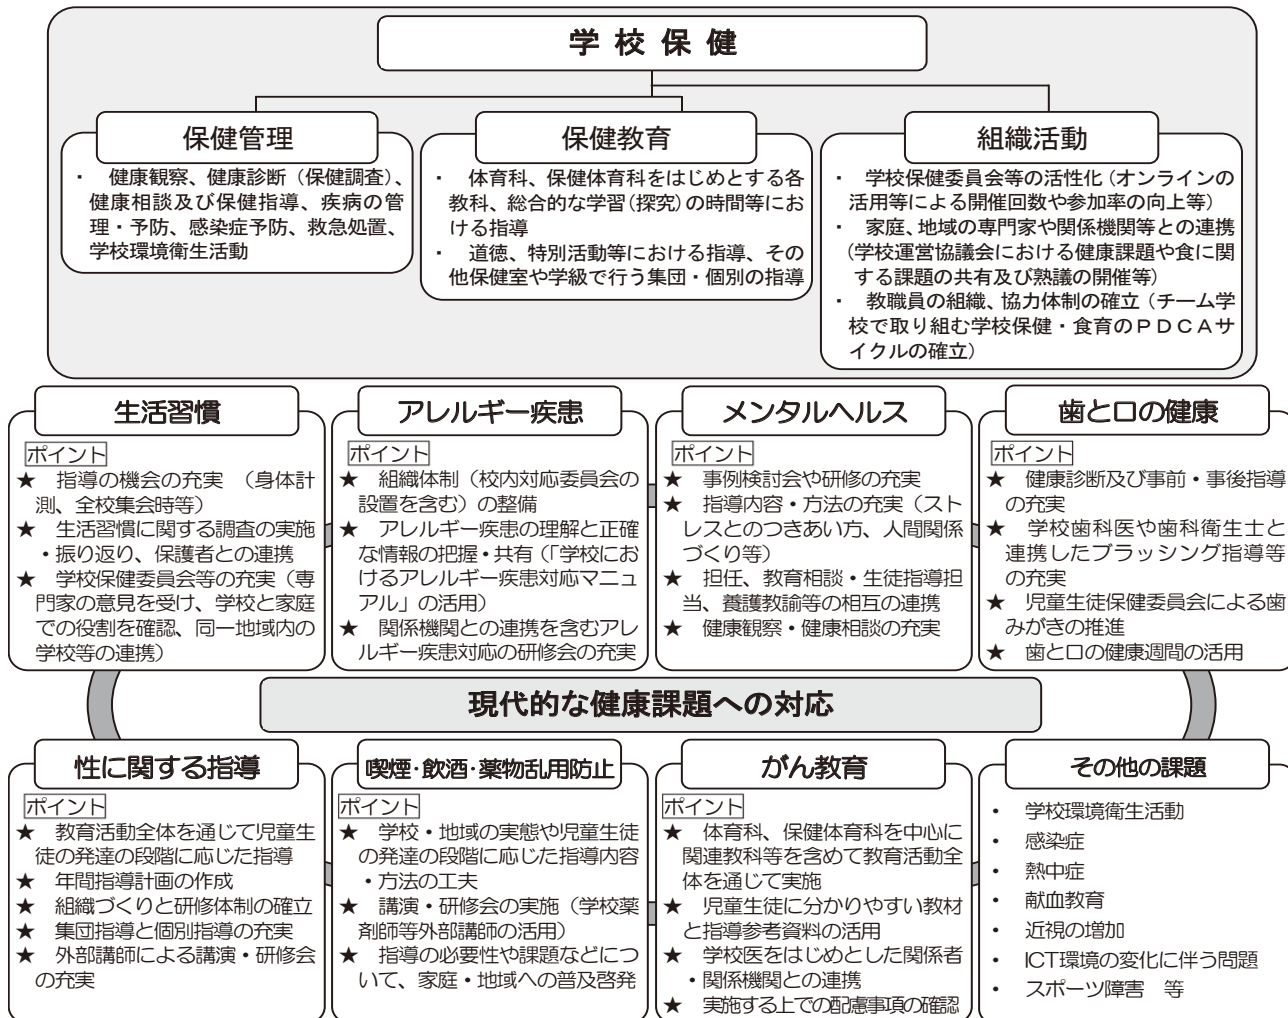 学校保健
保健管理
・　健康観察、健康診断（保健調査）、
健康相談及び保健指導、疾病の管
理・予防、感染症予防、救急処置、
学校環境衛生活動
保健教育
・　体育科、保健体育科をはじめとする各
教科、総合的な学習(探究)の時間等にお
ける指導
・　道徳、特別活動等における指導、その
他保健室や学級で行う集団・個別の指導
組織活動
・　学校保健委員会等の活性化(オンラインの
活用等による開催回数や参加率の向上等)
・　家庭、地域の専門家や関係機関等との連携
(学校運営協議会における健康課題や食に関
する課題の共有及び熟議の開催等)
・　教職員の組織、協力体制の確立(チーム学
校で取り組む学校保健・食育のＰＤＣＡサ
イクルの確立)
生活習慣
ポイント
★　指導の機会の充実　（身体計
測、全校集会時等）
★　生活習慣に関する調査の実施
・振り返り、保護者との連携
★　学校保健委員会等の充実（専
門家の意見を受け、学校と家庭
での役割を確認、同一地域内の
学校等の連携）
アレルギー疾患
ポイント
★　組織体制（校内対応委員会の
設置を含む）の整備
★　アレルギー疾患の理解と正確
な情報の把握・共有（「学校にお
けるアレルギー疾患対応マニュ
アル」の活用）
★　関係機関との連携を含むアレ
ルギー疾患対応の研修会の充実
メンタルヘルス
ポイント
★　事例検討会や研修の充実
★　指導内容・方法の充実（スト
レスとのつきあい方、人間関係
づくり等）
★　担任、教育相談・生徒指導担
当、養護教諭等の相互の連携
★　健康観察・健康相談の充実
歯と口の健康
ポイント
★　健康診断及び事前・事後指導
の充実
★　学校歯科医や歯科衛生士と
連携したブラッシング指導等
の充実
★　児童生徒保健委員会による歯
みがきの推進
★　歯と口の健康週間の活用
現代的な健康課題への対応
性に関する指導
ポイント
★　教育活動全体を通じて児童生
徒の発達の段階に応じた指導
★　年間指導計画の作成
★　組織づくりと研修体制の確立
★　集団指導と個別指導の充実
★　外部講師による講演・研修会
の充実
喫煙・飲酒・薬物乱用防止
ポイント
★　学校・地域の実態や児童生徒
の発達の段階に応じた指導内容
・方法の工夫
★　講演・研修会の実施（学校薬
剤師等外部講師の活用）
★　指導の必要性や課題などにつ
いて、家庭・地域への普及啓発
がん教育
ポイント
★　体育科、保健体育科を中心に
関連教科等を含めて教育活動全
体を通じて実施
★　児童生徒に分かりやすい教材
と指導参考資料の活用
★　学校医をはじめとした関係者
・関係機関との連携
★　実施する上での配慮事項の確認
その他の課題
・　学校環境衛生活動
・　感染症
・　熱中症
・　献血教育
・　近視の増加
・　ICT環境の変化に伴う問題
・　スポーツ障害　等